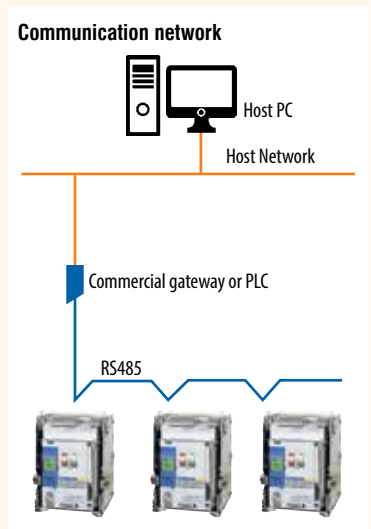 Communication network
Host PC
Host Network
Commercial gateway or PLC
RS485